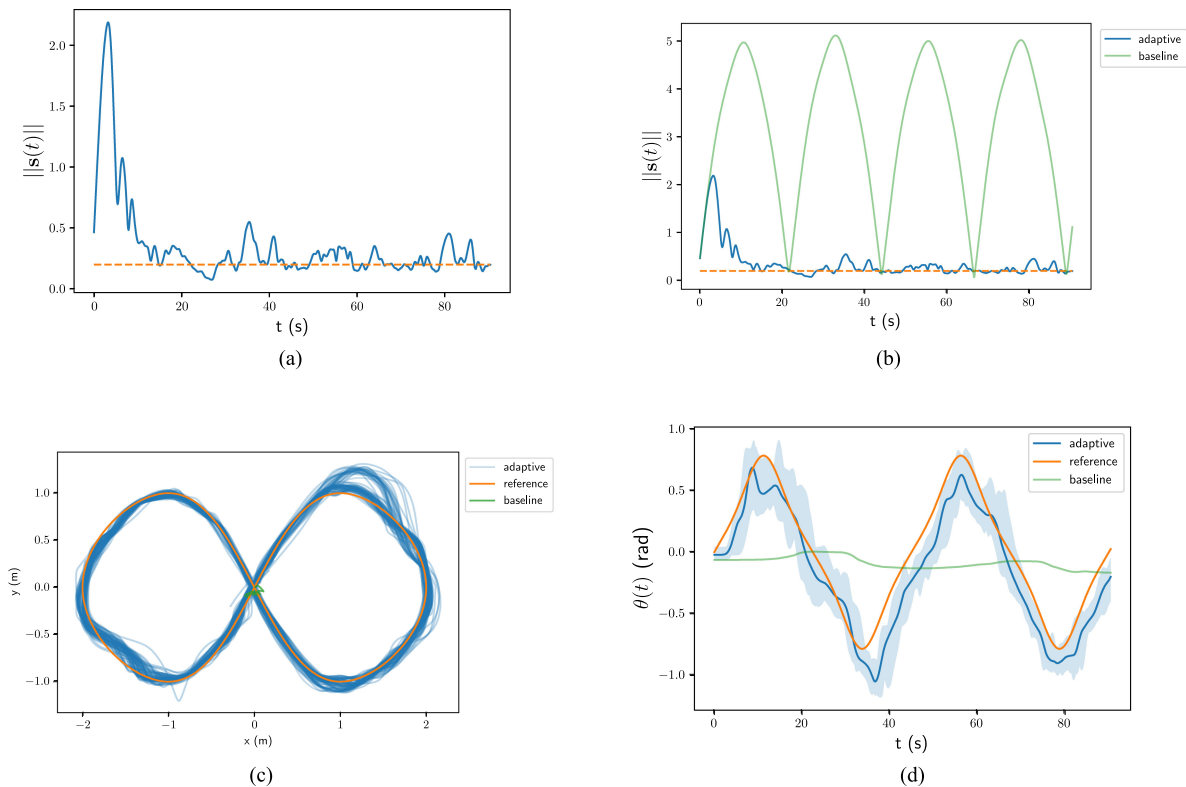 2.0
1.5
1.0
0.5
0.0
||s(t)||
0 20 40 60 80
t (s)
(a)
5
4
3
2
1
0
||s(t)||
0 20 40 60 80
t (s)
adaptive
baseline
(b)
1.0
0.5
0.0
−0.5
−1.0
y (m)
−2 −1 0 1 2
x (m)
adaptive
reference
baseline
(c)
1.0
0.5
0.0
−0.5
−1.0
θ(t) (rad)
0 20 40 60 80
t (s)
adaptive
reference
baseline
(d)